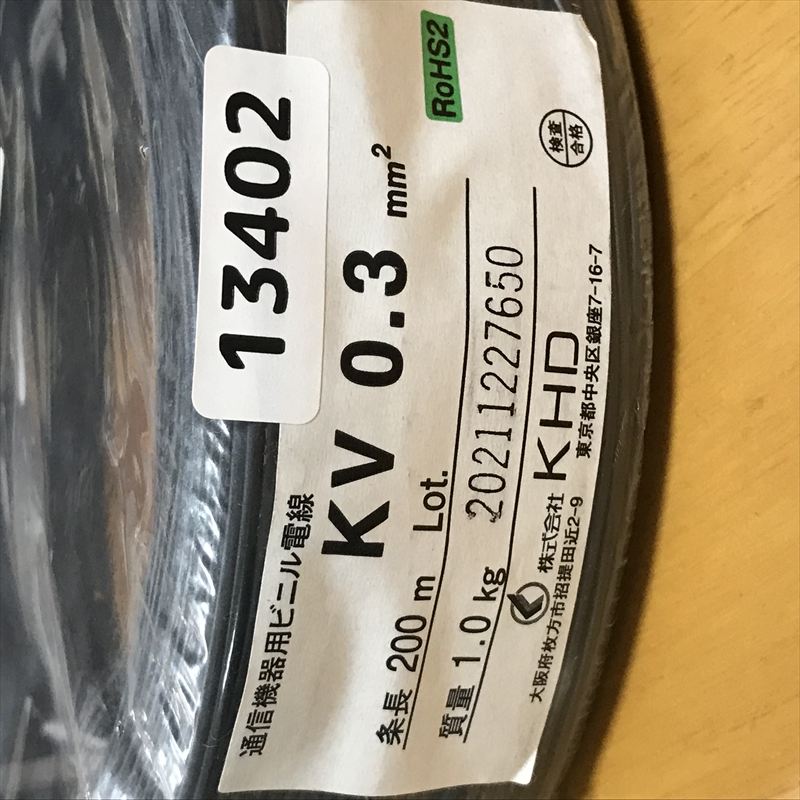 13402
RoHS2
検査
合格
通信機器用ビニル電線
KV 0.3 mm²
条長 200 m Lot.
質量 1.0 kg 20211227650
株式会社 KHD
大阪府枚方市招提田近2-9 東京都中央区銀座7-16-7